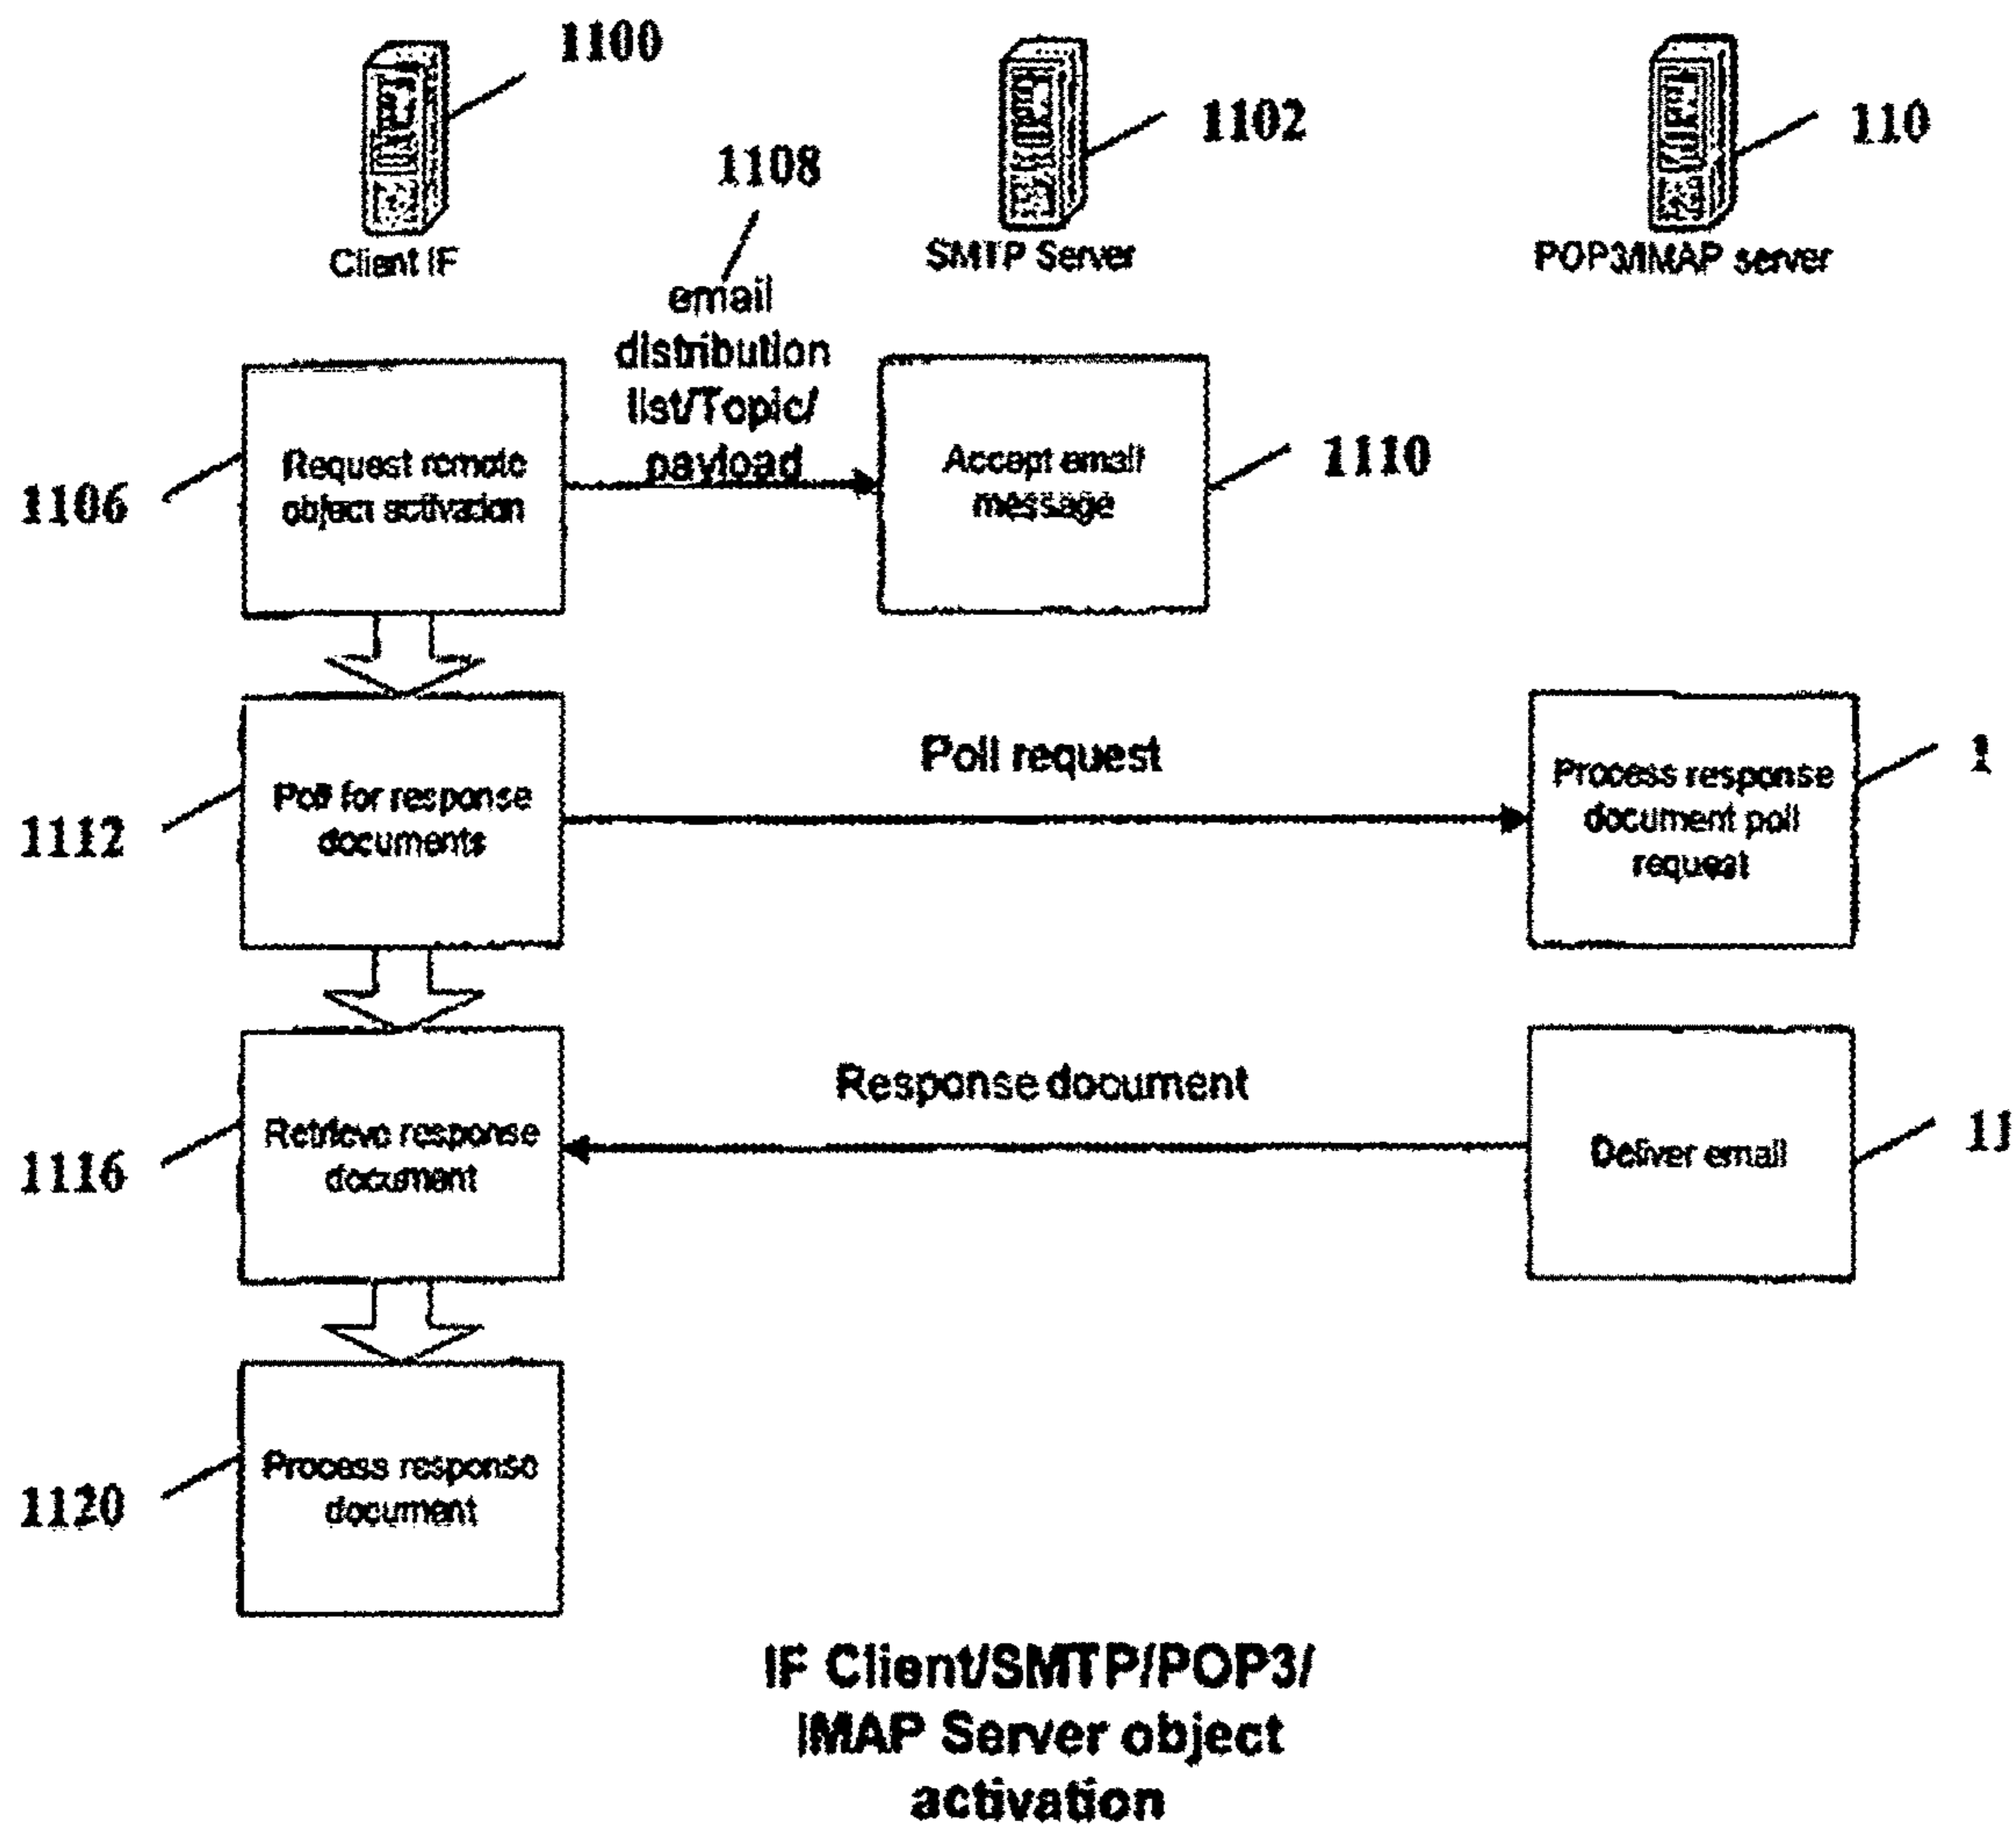 1100
1102
110
1108
Client IF
SMTP Server
POP3/IMAP server
email
distribution
list/Topic/
payload
Request remote
object activation
Accept email
message
1110
1106
Poll request
Poll for response
documents
Process response
document poll
request
1
1112
Response document
Retrieve response
document
Deliver email
11
1116
Process response
document
1120
IF Client/SMTP/POP3/
IMAP Server object
activation